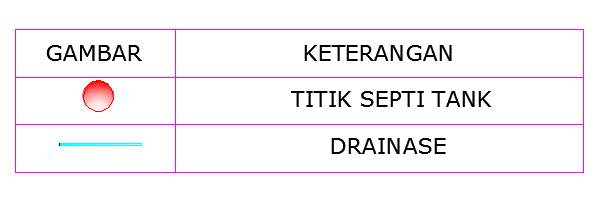 GAMBAR KETERANGAN
TITIK SEPTI TANK
DRAINASE